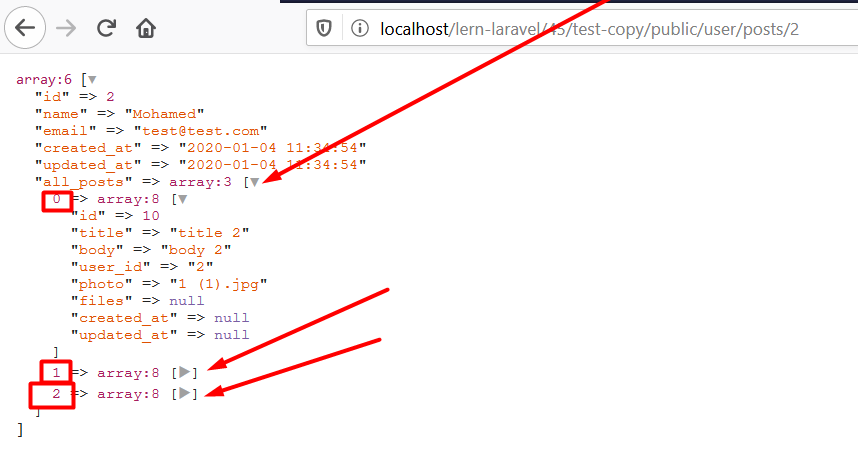 localhost/lern-laravel/45/test-copy/public/user/posts/2
array:6 [▼
"id" => 2
"name" => "Mohamed"
"email" => "test@test.com"
"created_at" => "2020-01-04 11:34:54"
"updated_at" => "2020-01-04 11:34:54"
"all_posts" => array:3 [▼
0 => array:8 [▼
"id" => 10
"title" => "title 2"
"body" => "body 2"
"user_id" => "2"
"photo" => "1 (1).jpg"
"files" => null
"created_at" => null
"updated_at" => null
]
1 => array:8 [▶]
2 => array:8 [▶]
]
]